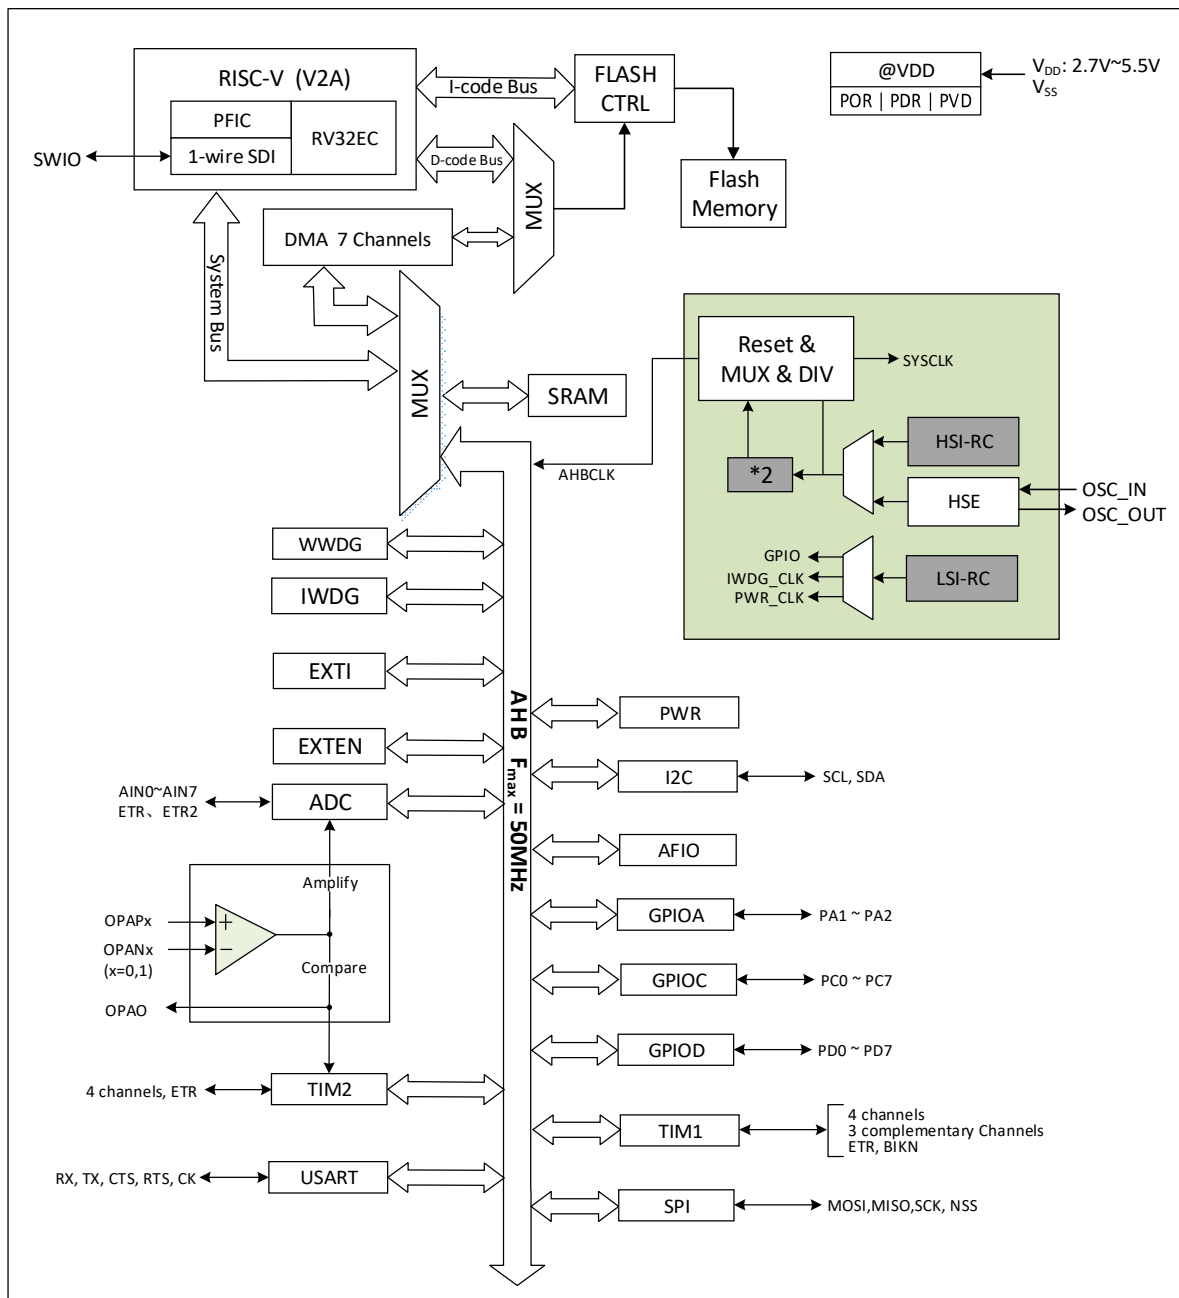 RISC-V (V2A)
PFIC
1-wire SDI
RV32EC
SWIO
I-code Bus
D-code Bus
FLASH
CTRL
Flash
Memory
MUX
@VDD
POR | PDR | PVD
VDD: 2.7V~5.5V
VSS
DMA 7 Channels
System Bus
MUX
SRAM
Reset &
MUX & DIV
SYSCLK
AHBCLK
*2
HSI-RC
HSE
OSC_IN
OSC_OUT
GPIO
IWDG_CLK
PWR_CLK
LSI-RC
WWDG
IWDG
EXTI
EXTEN
AIN0~AIN7
ETR、ETR2
ADC
Amplify
OPAPx
OPANx
(x=0,1)
+
−
Compare
OPAO
4 channels, ETR
TIM2
RX, TX, CTS, RTS, CK
USART
AHB Fmax = 50MHz
PWR
I2C
SCL, SDA
AFIO
GPIOA
PA1 ~ PA2
GPIOC
PC0 ~ PC7
GPIOD
PD0 ~ PD7
TIM1
4 channels
3 complementary Channels
ETR, BIKN
SPI
MOSI,MISO,SCK, NSS